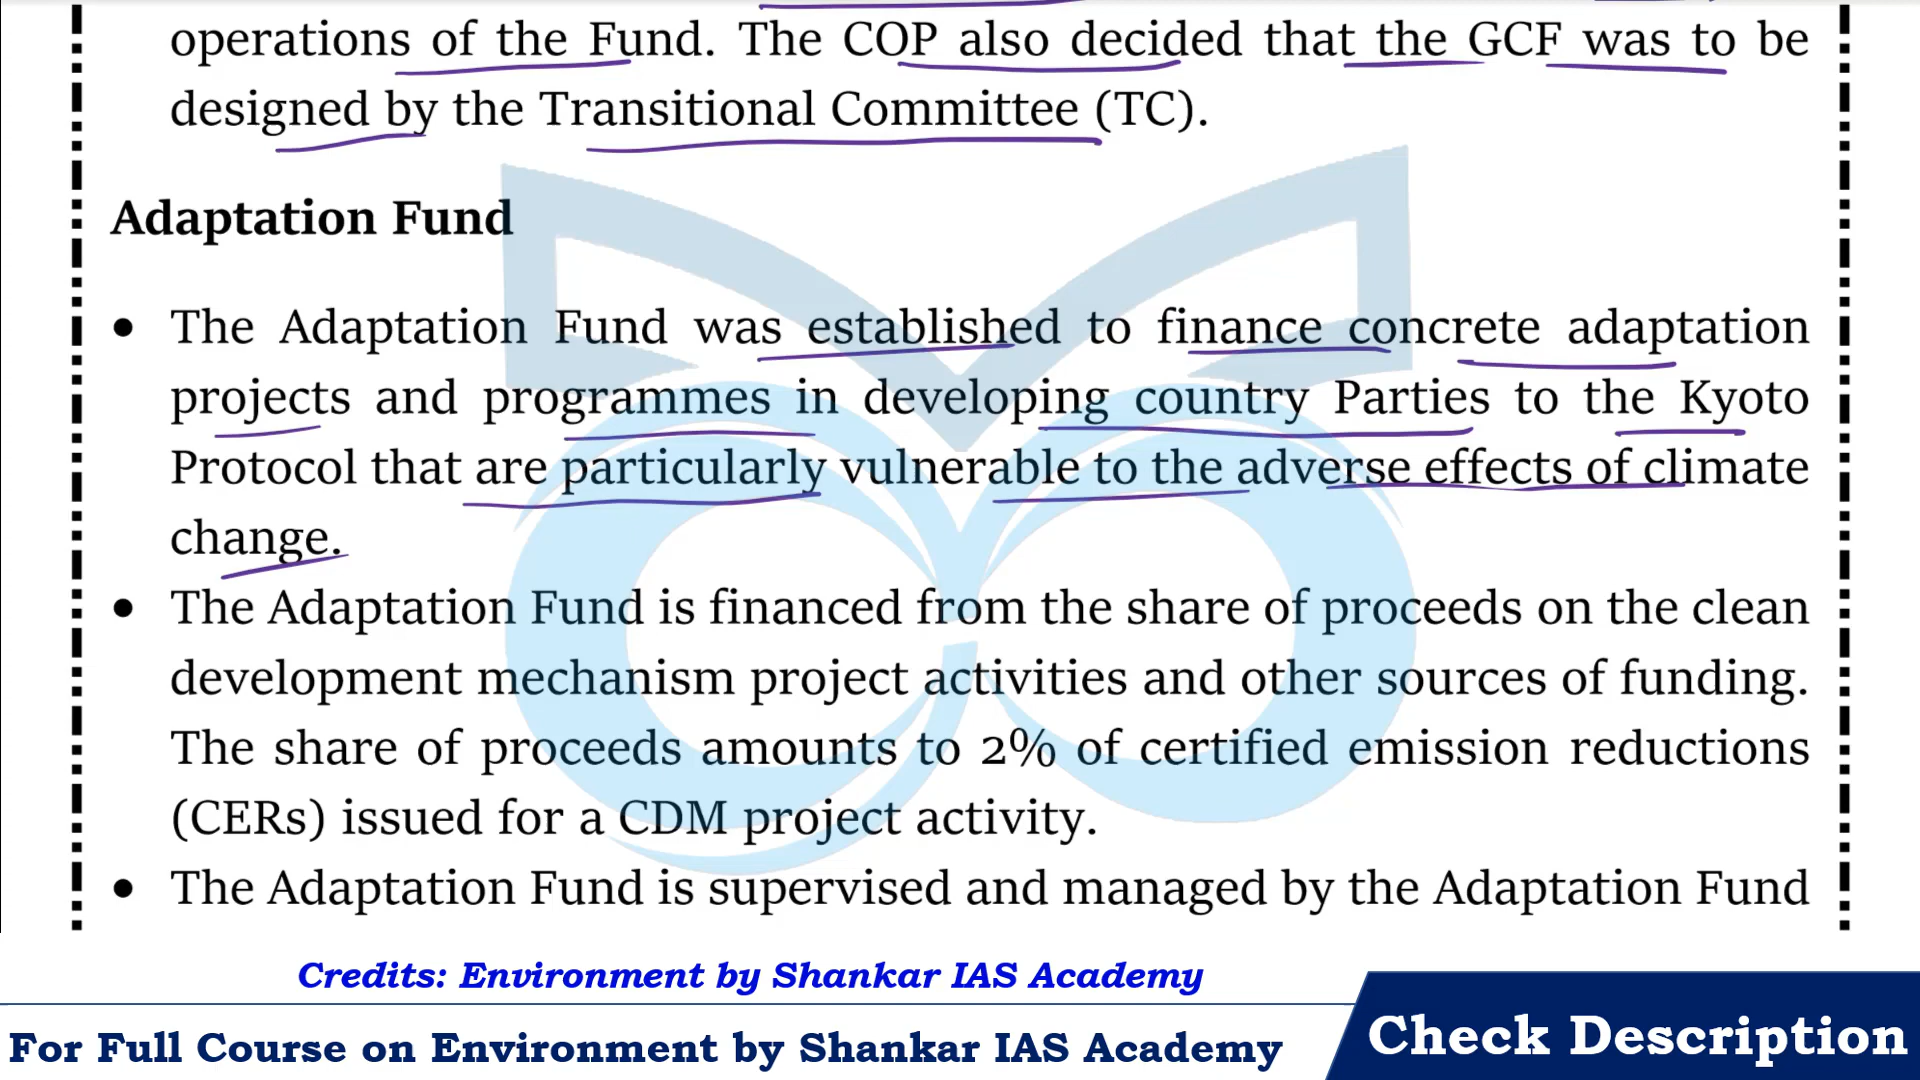 operations of the Fund. The COP also decided that the GCF was to be
designed by the Transitional Committee (TC).
Adaptation Fund
• The Adaptation Fund was established to finance concrete adaptation
projects and programmes in developing country Parties to the Kyoto
Protocol that are particularly vulnerable to the adverse effects of climate
change.
• The Adaptation Fund is financed from the share of proceeds on the clean
development mechanism project activities and other sources of funding.
The share of proceeds amounts to 2% of certified emission reductions
(CERs) issued for a CDM project activity.
• The Adaptation Fund is supervised and managed by the Adaptation Fund
Credits: Environment by Shankar IAS Academy
For Full Course on Environment by Shankar IAS Academy
Check Description